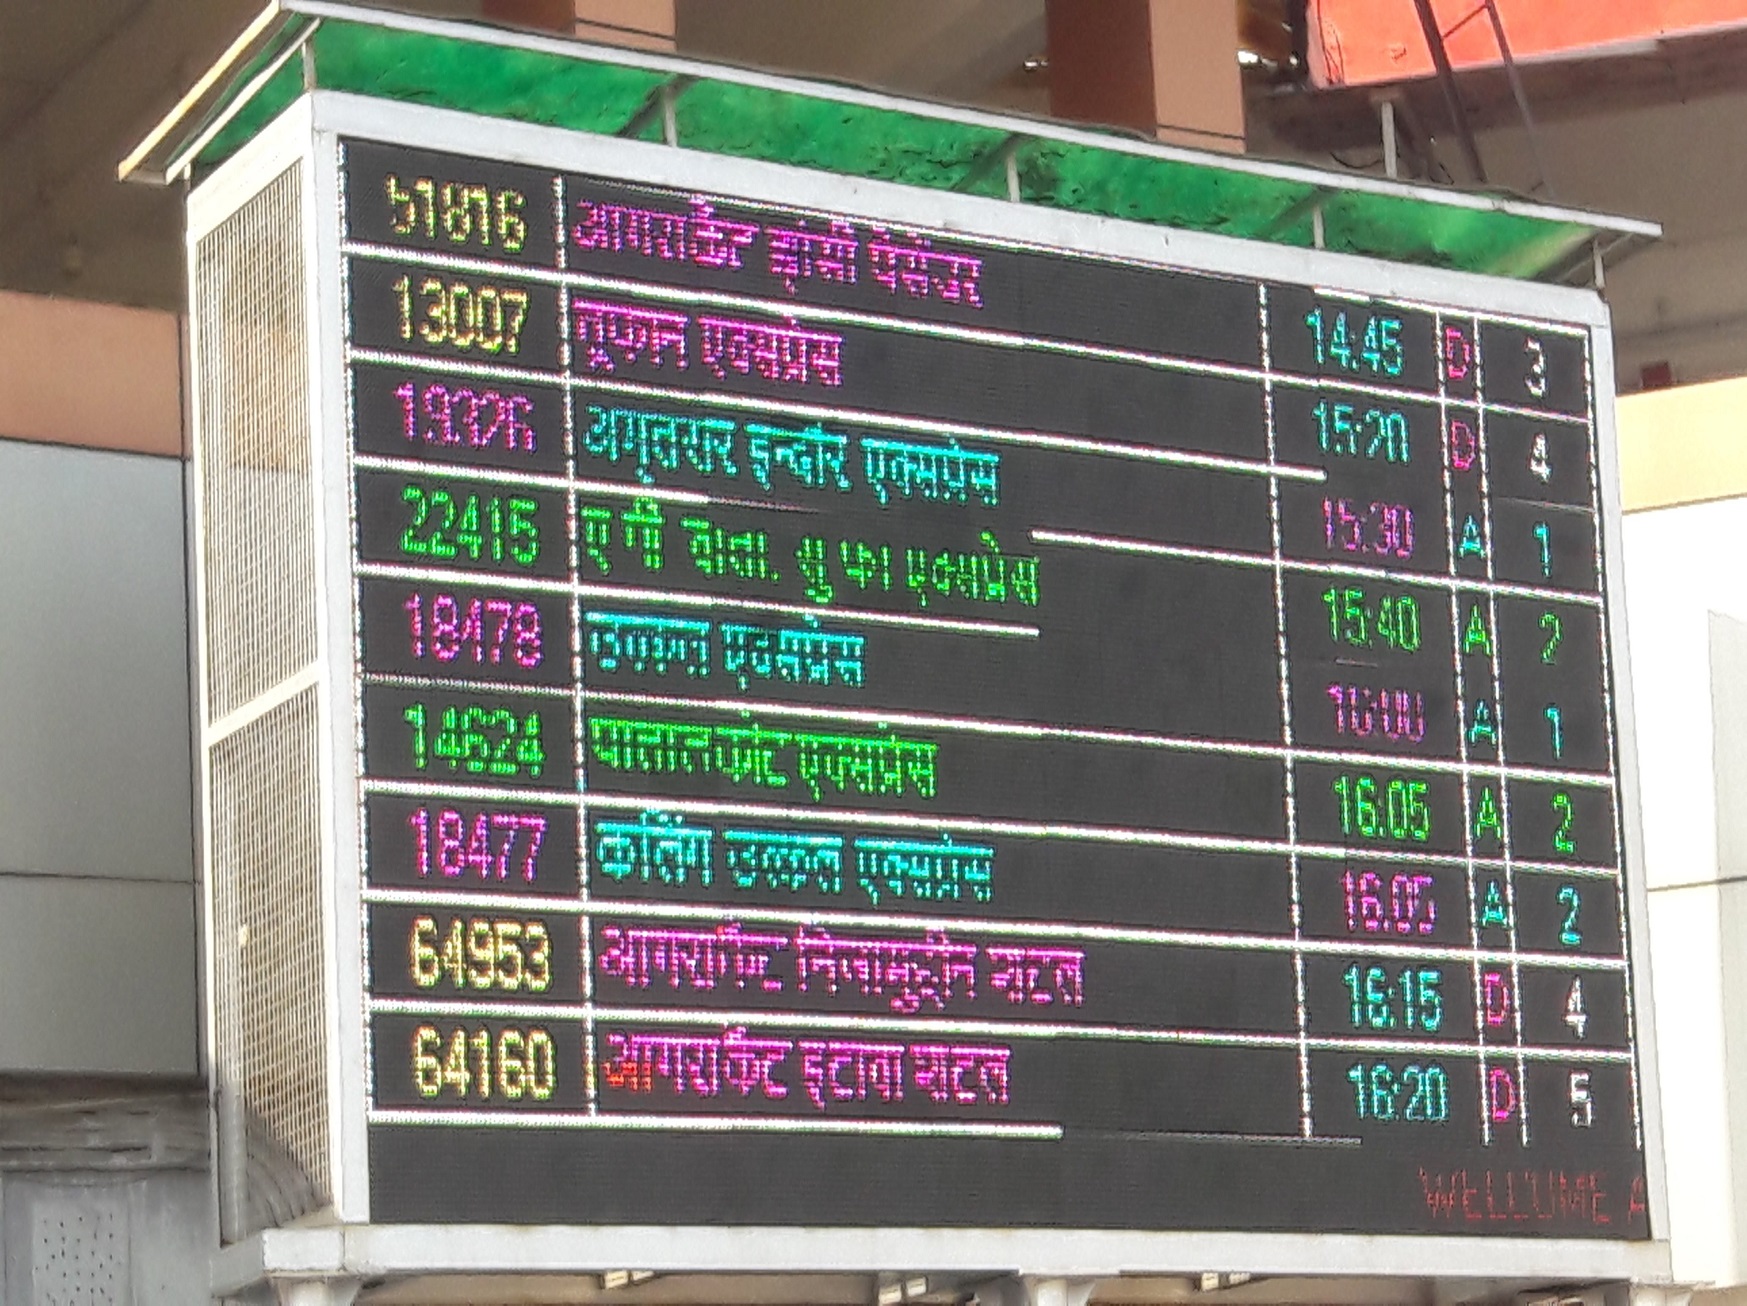 51816 आगराकैंट झांसी पैसेंजर 14:45 D 3
13007 तूफान एक्सप्रेस 15:20 D 4
19326 अमृतसर इन्दौर एक्सप्रेस 15:30 A 1
22415 ए पी वाता. सु फा एक्सप्रेस 15:40 A 2
18478 उत्कल एक्सप्रेस 16:00 A 1
14624 पातालकोट एक्सप्रेस 16.05 A 2
18477 कलिंग उत्कल एक्सप्रेस 16.05 A 2
64953 आगराकैंट निजामुद्दीन शटल 16:15 D 4
64160 आगराकैंट इटावा शटल 16:20 D 5
WELCOME A